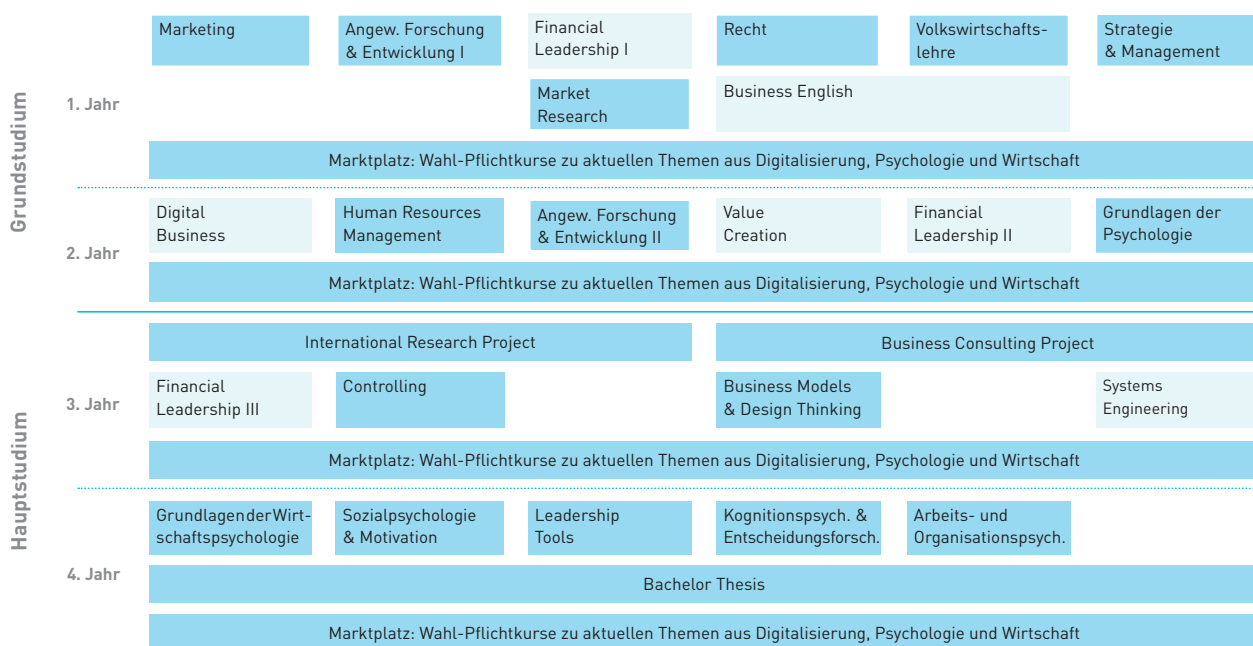 Grundstudium
1. Jahr
Marketing
Angew. Forschung
& Entwicklung I
Financial
Leadership I
Recht
Volkswirtschafts-
lehre
Strategie
& Management
Market
Research
Business English
Marktplatz: Wahl-Pflichtkurse zu aktuellen Themen aus Digitalisierung, Psychologie und Wirtschaft
2. Jahr
Digital
Business
Human Resources
Management
Angew. Forschung
& Entwicklung II
Value
Creation
Financial
Leadership II
Grundlagen der
Psychologie
Marktplatz: Wahl-Pflichtkurse zu aktuellen Themen aus Digitalisierung, Psychologie und Wirtschaft
Hauptstudium
3. Jahr
International Research Project
Business Consulting Project
Financial
Leadership III
Controlling
Business Models
& Design Thinking
Systems
Engineering
Marktplatz: Wahl-Pflichtkurse zu aktuellen Themen aus Digitalisierung, Psychologie und Wirtschaft
4. Jahr
Grundlagen der Wirt-
schaftspsychologie
Sozialpsychologie
& Motivation
Leadership
Tools
Kognitionspsych. &
Entscheidungsforsch.
Arbeits- und
Organisationspsych.
Bachelor Thesis
Marktplatz: Wahl-Pflichtkurse zu aktuellen Themen aus Digitalisierung, Psychologie und Wirtschaft